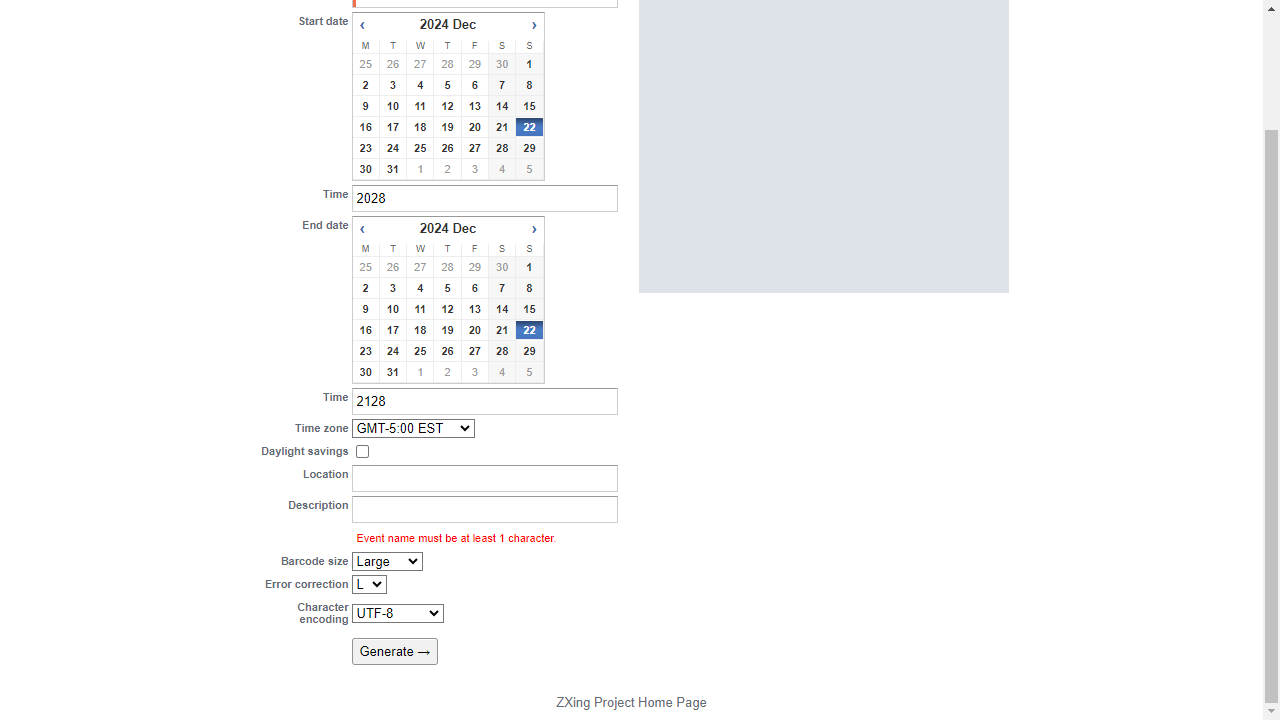 Start date
‹ 2024 Dec ›
M T W T F S S
25 26 27 28 29 30 1
2 3 4 5 6 7 8
9 10 11 12 13 14 15
16 17 18 19 20 21 22
23 24 25 26 27 28 29
30 31 1 2 3 4 5
Time 2028
End date
‹ 2024 Dec ›
M T W T F S S
25 26 27 28 29 30 1
2 3 4 5 6 7 8
9 10 11 12 13 14 15
16 17 18 19 20 21 22
23 24 25 26 27 28 29
30 31 1 2 3 4 5
Time 2128
Time zone GMT-5:00 EST
Daylight savings
Location
Description
Event name must be at least 1 character.
Barcode size Large
Error correction L
Character
encoding UTF-8
Generate →
ZXing Project Home Page